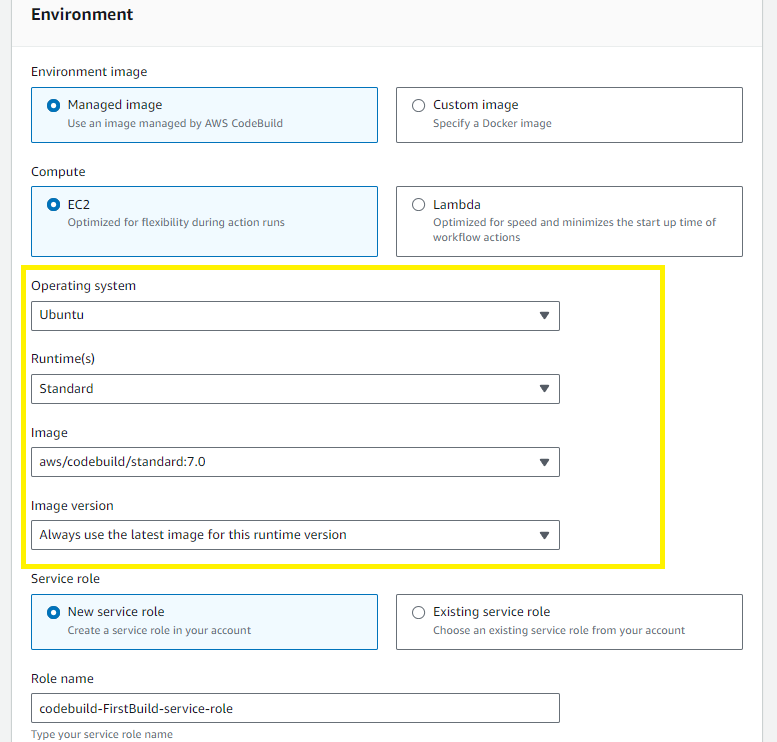 Environment
Environment image
Managed image
Use an image managed by AWS CodeBuild
Custom image
Specify a Docker image
Compute
EC2
Optimized for flexibility during action runs
Lambda
Optimized for speed and minimizes the start up time of
workflow actions
Operating system
Ubuntu
Runtime(s)
Standard
Image
aws/codebuild/standard:7.0
Image version
Always use the latest image for this runtime version
Service role
New service role
Create a service role in your account
Existing service role
Choose an existing service role from your account
Role name
codebuild-FirstBuild-service-role
Type your service role name